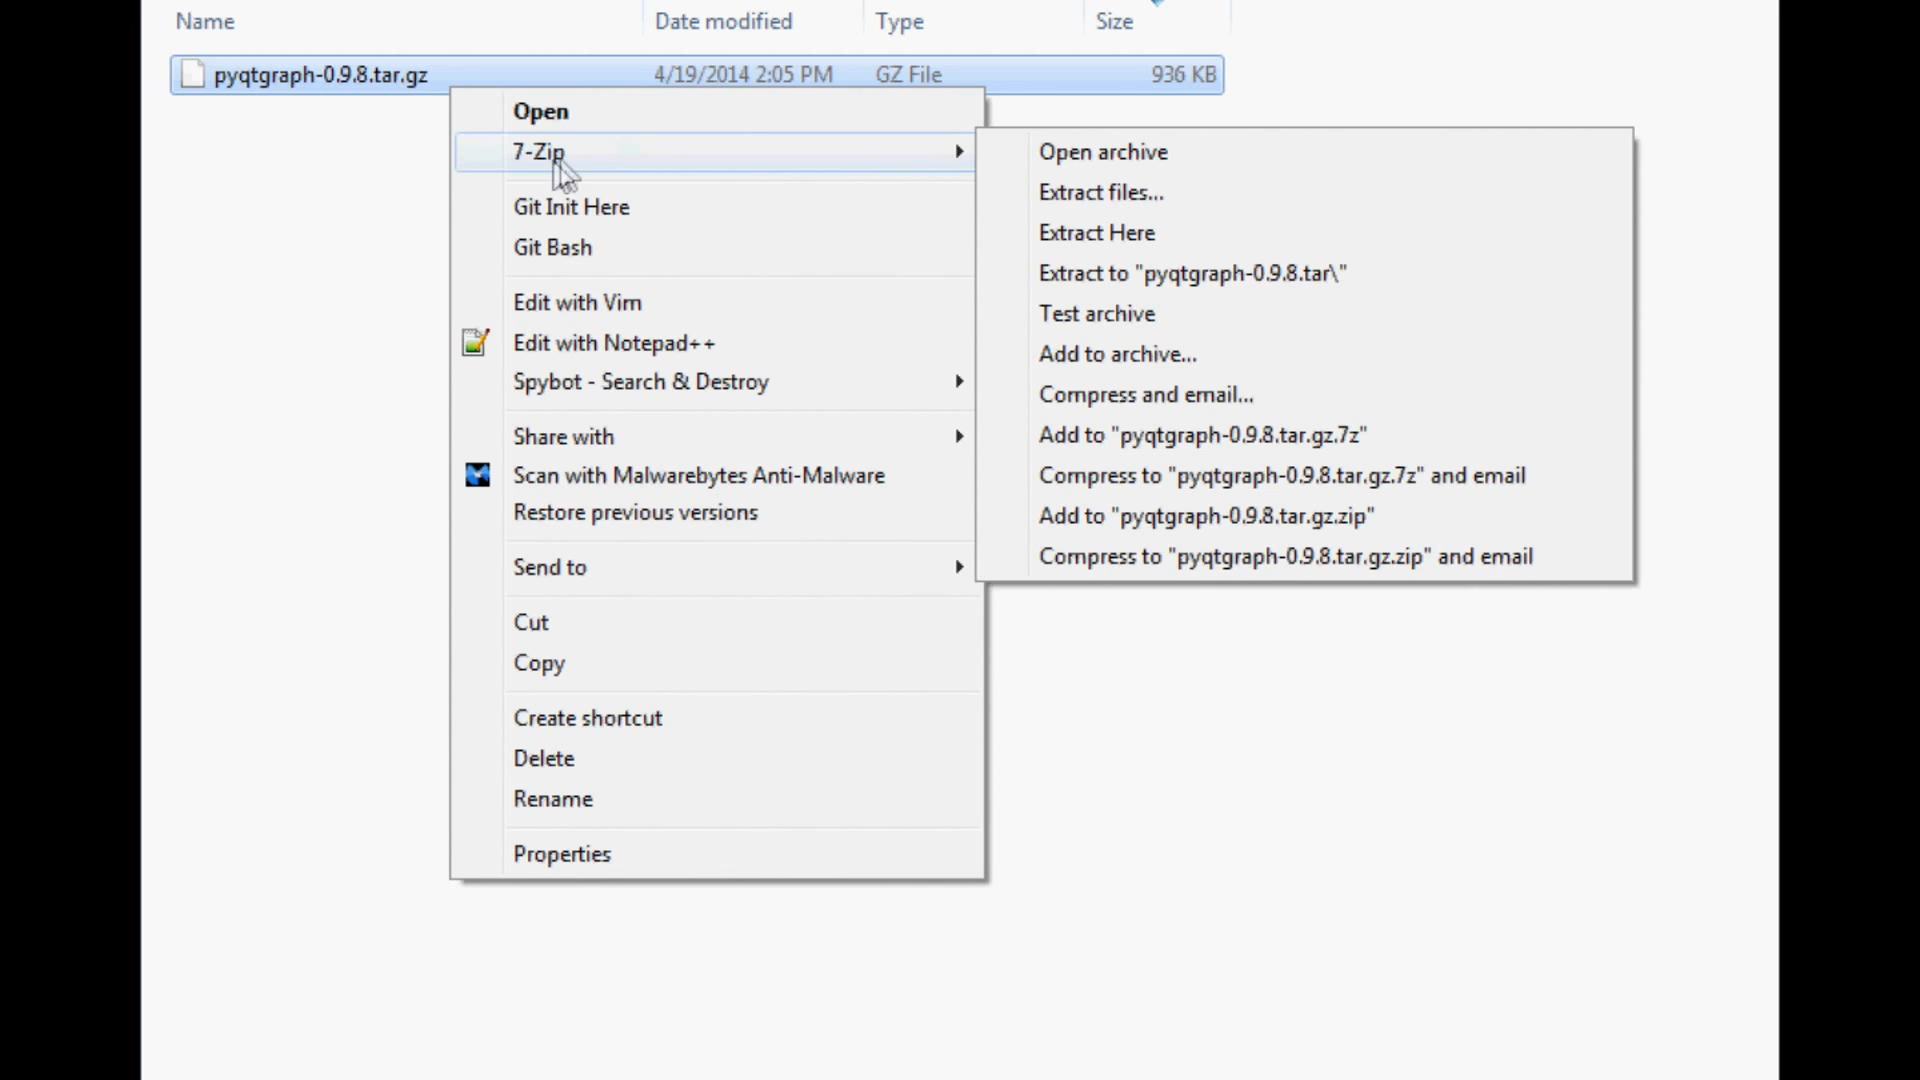 Name Date modified Type Size
pyqtgraph-0.9.8.tar.gz 4/19/2014 2:05 PM GZ File 936 KB
Open
7-Zip
Git Init Here
Git Bash
Edit with Vim
Edit with Notepad++
Spybot - Search & Destroy
Share with
Scan with Malwarebytes Anti-Malware
Restore previous versions
Send to
Cut
Copy
Create shortcut
Delete
Rename
Properties
Open archive
Extract files...
Extract Here
Extract to "pyqtgraph-0.9.8.tar\"
Test archive
Add to archive...
Compress and email...
Add to "pyqtgraph-0.9.8.tar.gz.7z"
Compress to "pyqtgraph-0.9.8.tar.gz.7z" and email
Add to "pyqtgraph-0.9.8.tar.gz.zip"
Compress to "pyqtgraph-0.9.8.tar.gz.zip" and email